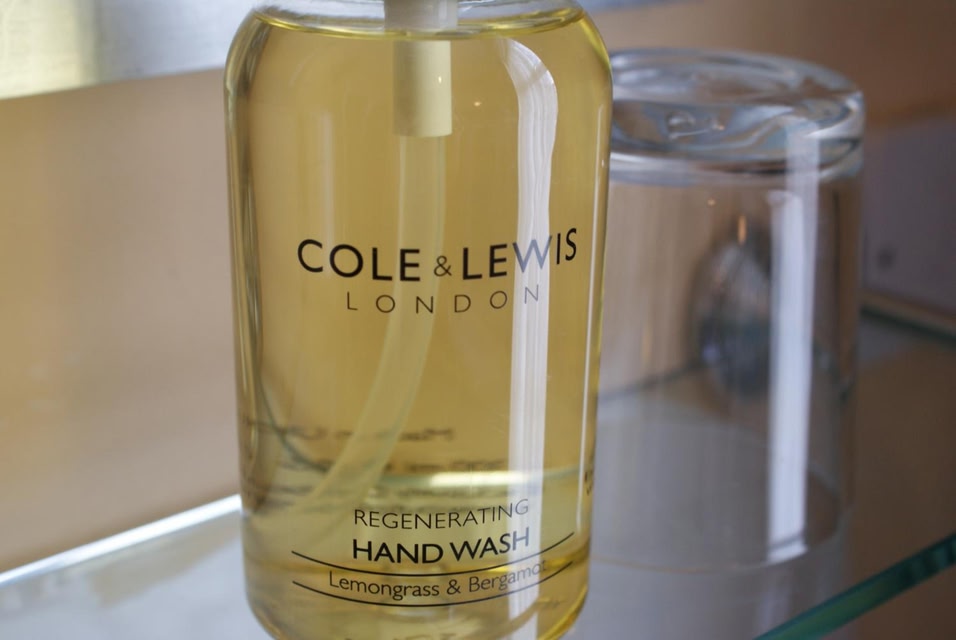 COLE & LEWIS
LONDON
REGENERATING
HAND WASH
Lemongrass & Bergamot